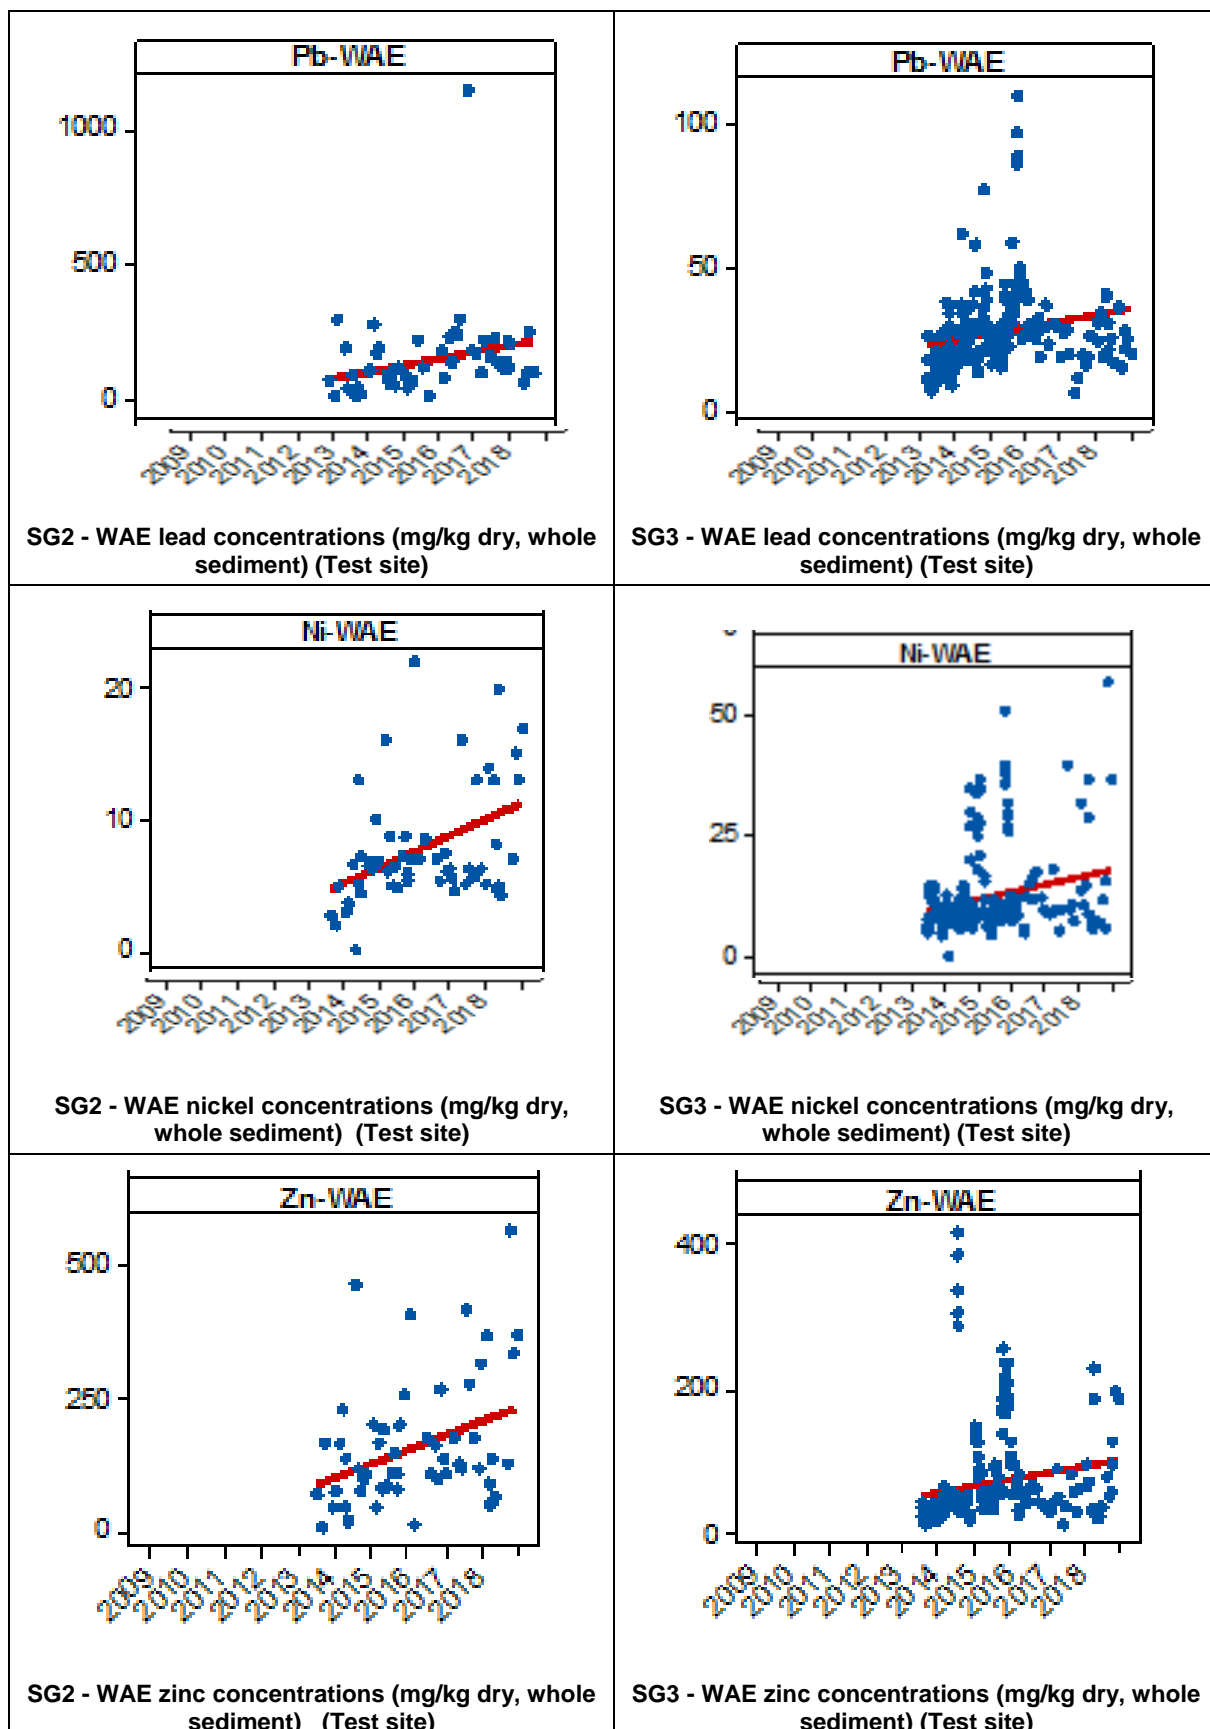 Pb-WAE
1000
500
0
2009 2010 2011 2012 2013 2014 2015 2016 2017 2018
SG2 - WAE lead concentrations (mg/kg dry, whole
sediment) (Test site)
Pb-WAE
100
50
0
2009 2010 2011 2012 2013 2014 2015 2016 2017 2018
SG3 - WAE lead concentrations (mg/kg dry, whole
sediment) (Test site)
Ni-WAE
20
10
0
2009 2010 2011 2012 2013 2014 2015 2016 2017 2018
SG2 - WAE nickel concentrations (mg/kg dry,
whole sediment) (Test site)
Ni-WAE
50
25
0
2009 2010 2011 2012 2013 2014 2015 2016 2017 2018
SG3 - WAE nickel concentrations (mg/kg dry,
whole sediment) (Test site)
Zn-WAE
500
250
0
2009 2010 2011 2012 2013 2014 2015 2016 2017 2018
SG2 - WAE zinc concentrations (mg/kg dry, whole
sediment) (Test site)
Zn-WAE
400
200
0
2009 2010 2011 2012 2013 2014 2015 2016 2017 2018
SG3 - WAE zinc concentrations (mg/kg dry, whole
sediment) (Test site)